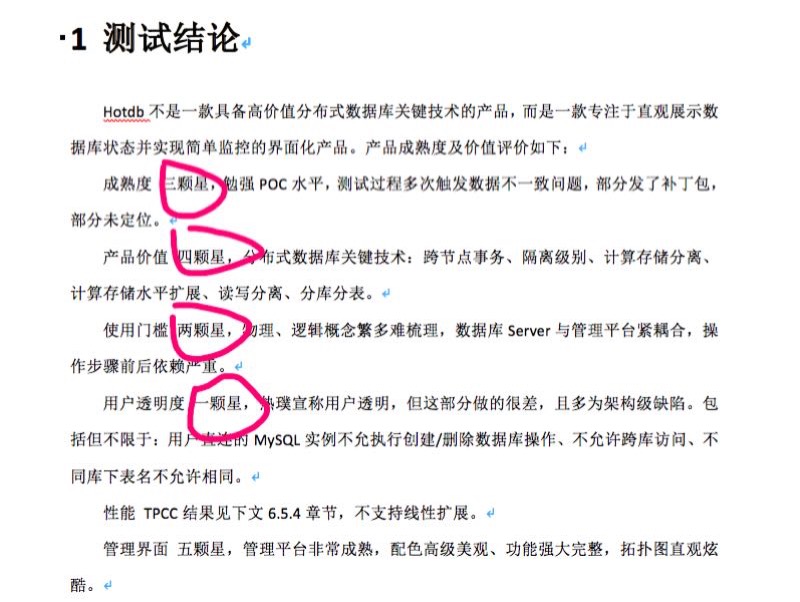 ·1 测试结论
Hotdb 不是一款具备高价值分布式数据库关键技术的产品，而是一款专注于直观展示数
据库状态并实现简单监控的界面化产品。产品成熟度及价值评价如下：
成熟度 三颗星，勉强 POC 水平，测试过程多次触发数据不一致问题，部分发了补丁包，
部分未定位。
产品价值 四颗星，分布式数据库关键技术：跨节点事务、隔离级别、计算存储分离、
计算存储水平扩展、读写分离、分库分表。
使用门槛 两颗星，物理、逻辑概念繁多难梳理，数据库 Server 与管理平台紧耦合，操
作步骤前后依赖严重。
用户透明度 一颗星，热璞宣称用户透明，但这部分做的很差，且多为架构级缺陷。包
括但不限于：用户直连的 MySQL 实例不允执行创建/删除数据库操作、不允许跨库访问、不
同库下表名不允许相同。
性能 TPCC 结果见下文 6.5.4 章节，不支持线性扩展。
管理界面 五颗星，管理平台非常成熟，配色高级美观、功能强大完整，拓扑图直观炫
酷。